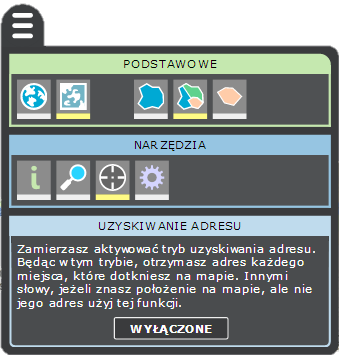 PODSTAWOWE
NARZĘDZIA
UZYSKIWANIE ADRESU
Zamierzasz aktywować tryb uzyskiwania adresu.
Będąc w tym trybie, otrzymasz adres każdego
miejsca, które dotkniesz na mapie. Innymi
słowy, jeżeli znasz położenie na mapie, ale nie
jego adres użyj tej funkcji.
WYŁĄCZONE